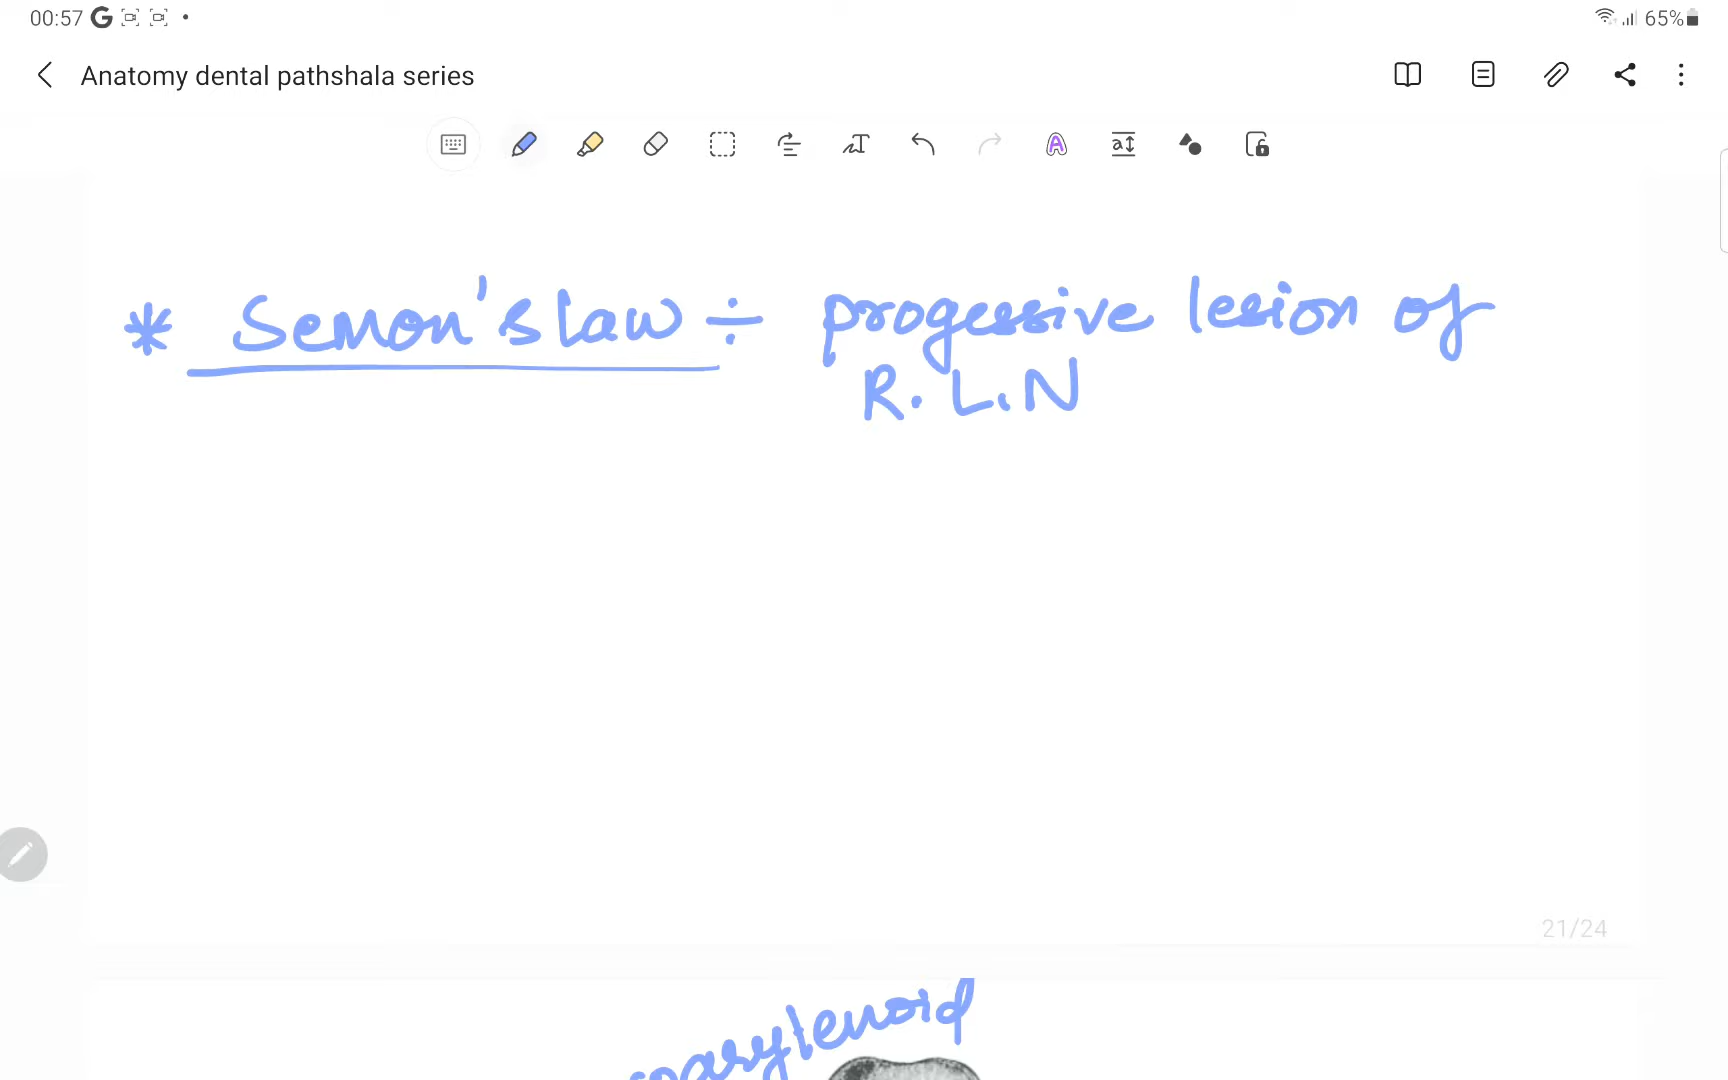 00:57 G 65%
Anatomy dental pathshala series
* Semon's law ÷ progessive lesion of
R.L.N
21/24